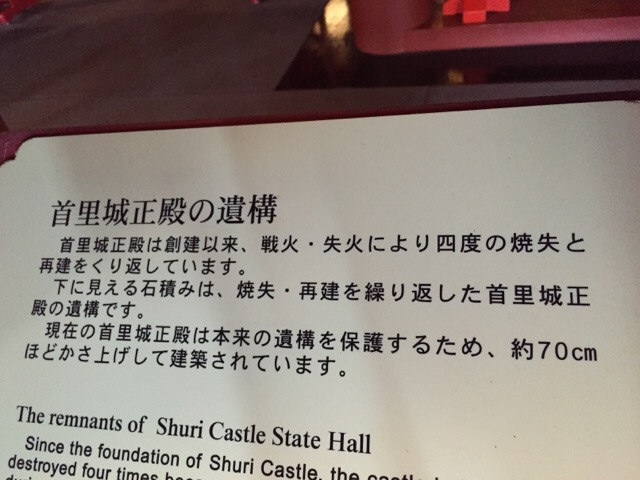 首里城正殿の遺構
首里城正殿は創建以来、戦火・失火により四度の焼失と
再建をくり返しています。
下に見える石積みは、焼失・再建を繰り返した首里城正
殿の遺構です。
現在の首里城正殿は本来の遺構を保護するため、約70cm
ほどかさ上げして建築されています。
The remnants of Shuri Castle State Hall
Since the foundation of Shuri Castle, the
destroyed four times